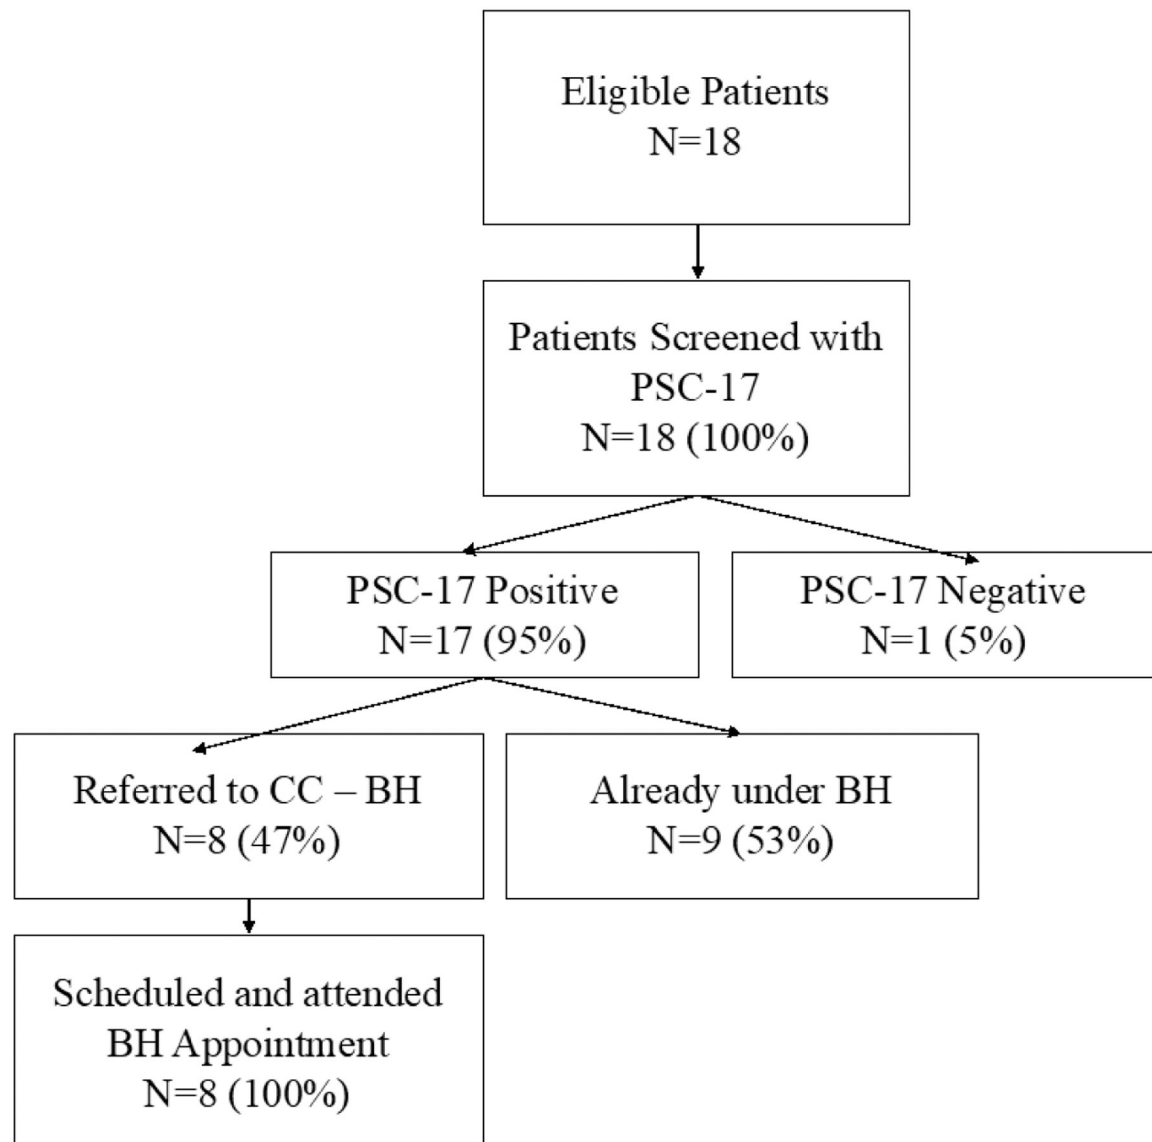 Eligible Patients
N=18
Patients Screened with
PSC-17
N=18 (100%)
PSC-17 Positive
N=17 (95%)
PSC-17 Negative
N=1 (5%)
Referred to CC – BH
N=8 (47%)
Already under BH
N=9 (53%)
Scheduled and attended
BH Appointment
N=8 (100%)